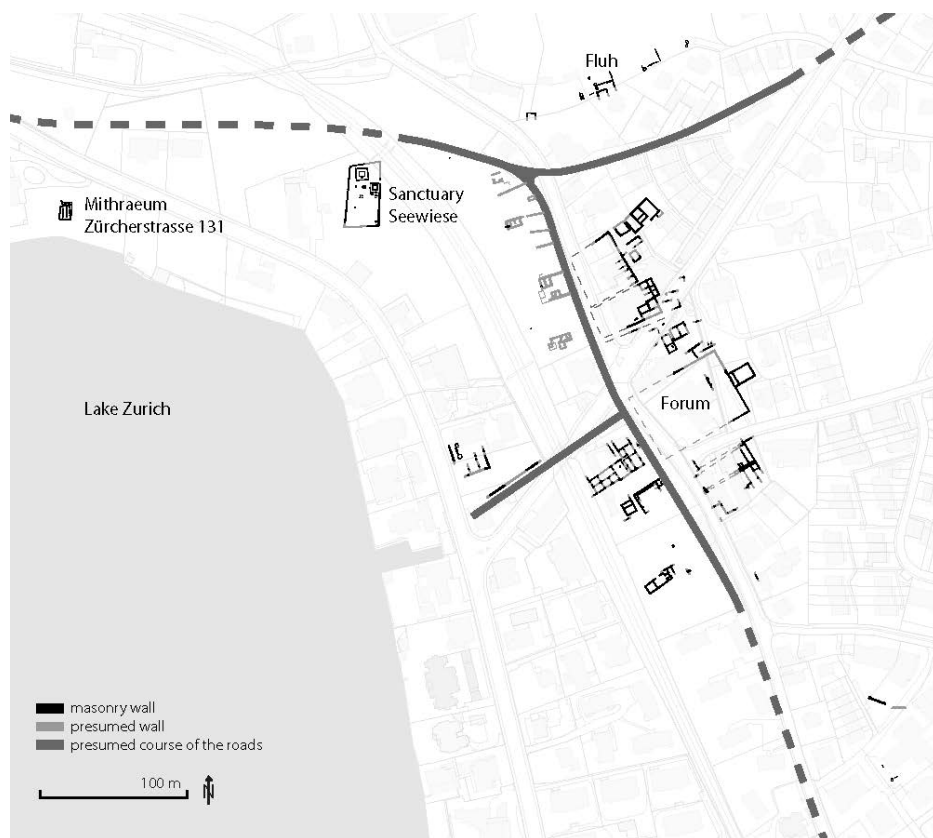 Fluh
Mithraeum
Zürcherstrasse 131
Sanctuary
Seewiese
Lake Zurich
Forum
masonry wall
presumed wall
presumed course of the roads
100 m
N